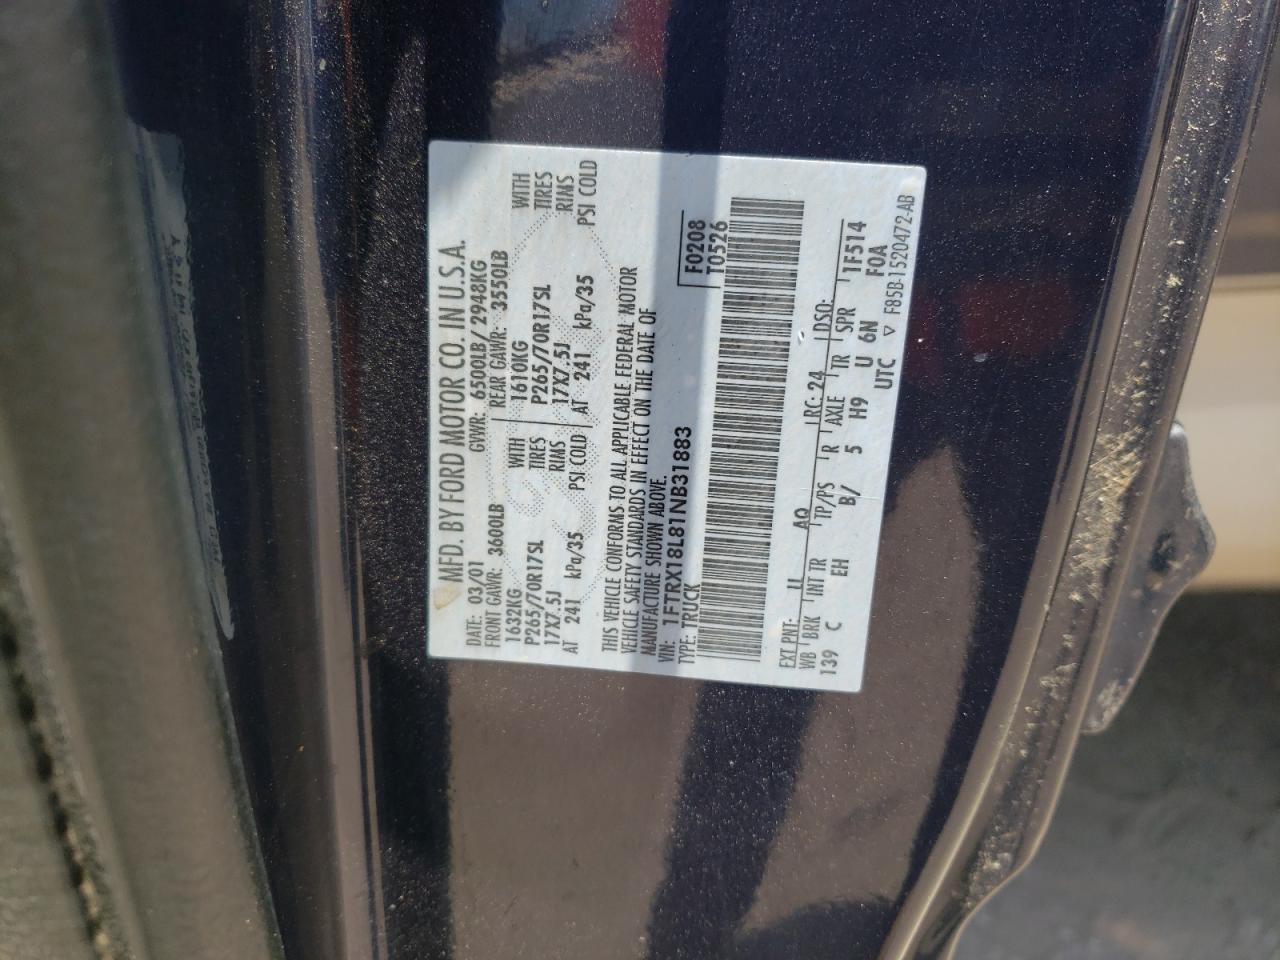 MFD. BY FORD MOTOR CO. IN U.S.A.
DATE: 03/01 GVWR: 6500LB/2948KG
FRONT GAWR: 3600LB REAR GAWR: 3550LB
1632KG WITH 1610KG WITH
P265/70R17SL TIRES P265/70R17SL TIRES
17X7.5J RIMS 17X7.5J RIMS
AT 241 kPa/35 PSI COLD AT 241 kPa/35 PSI COLD
THIS VEHICLE CONFORMS TO ALL APPLICABLE FEDERAL MOTOR
VEHICLE SAFETY STANDARDS IN EFFECT ON THE DATE OF
MANUFACTURE SHOWN ABOVE.
VIN: 1FTRX18L81NB31883 F0208
TYPE: TRUCK T0526
EXT PNT: LL AQ RC: 24 DSO:
WB BRK INT TR TP/PS R AXLE TR SPR 1F514
139 C EH B/ 5 H9 U 6N F0A
UTC ▽ F85B-1520472-AB